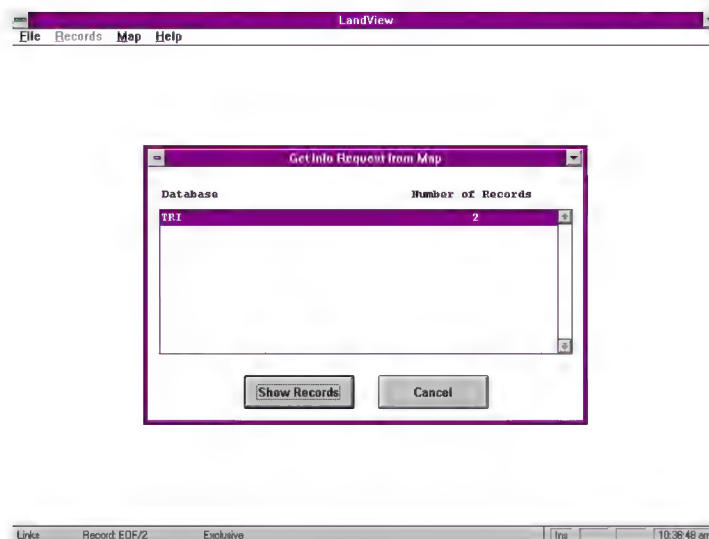 LandView
File Records Map Help
Get Info Request from Map
Database Number of Records
TRI 2
Show Records Cancel
Links Record: EOF/2 Exclusive Ins 10:38:48 am